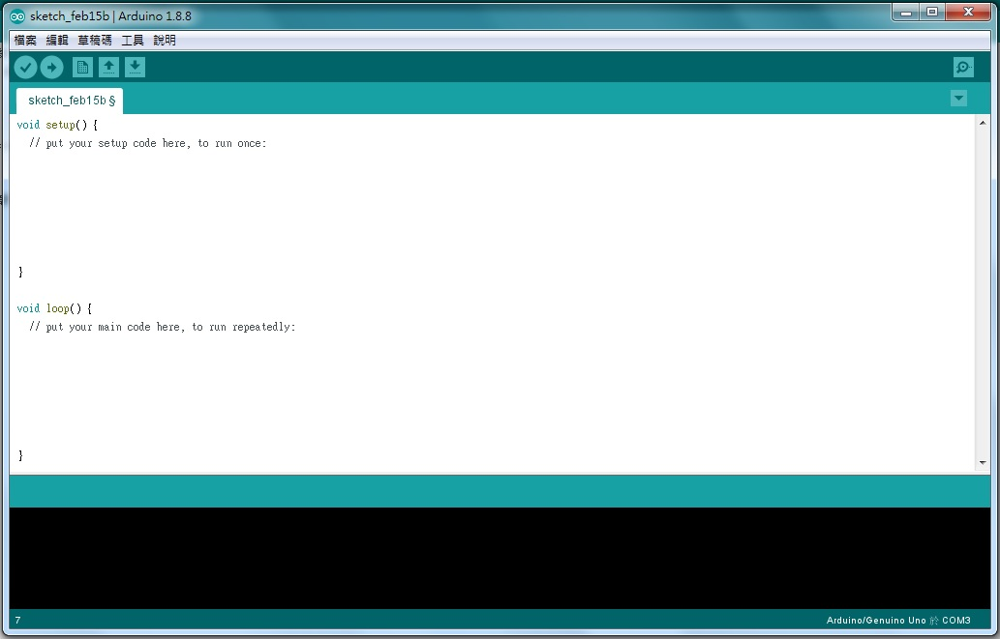 sketch_feb15b | Arduino 1.8.8
檔案 編輯 草稿碼 工具 說明
sketch_feb15b §
void setup() {
// put your setup code here, to run once:
}
void loop() {
// put your main code here, to run repeatedly:
}
7
Arduino/Genuino Uno 於 COM3